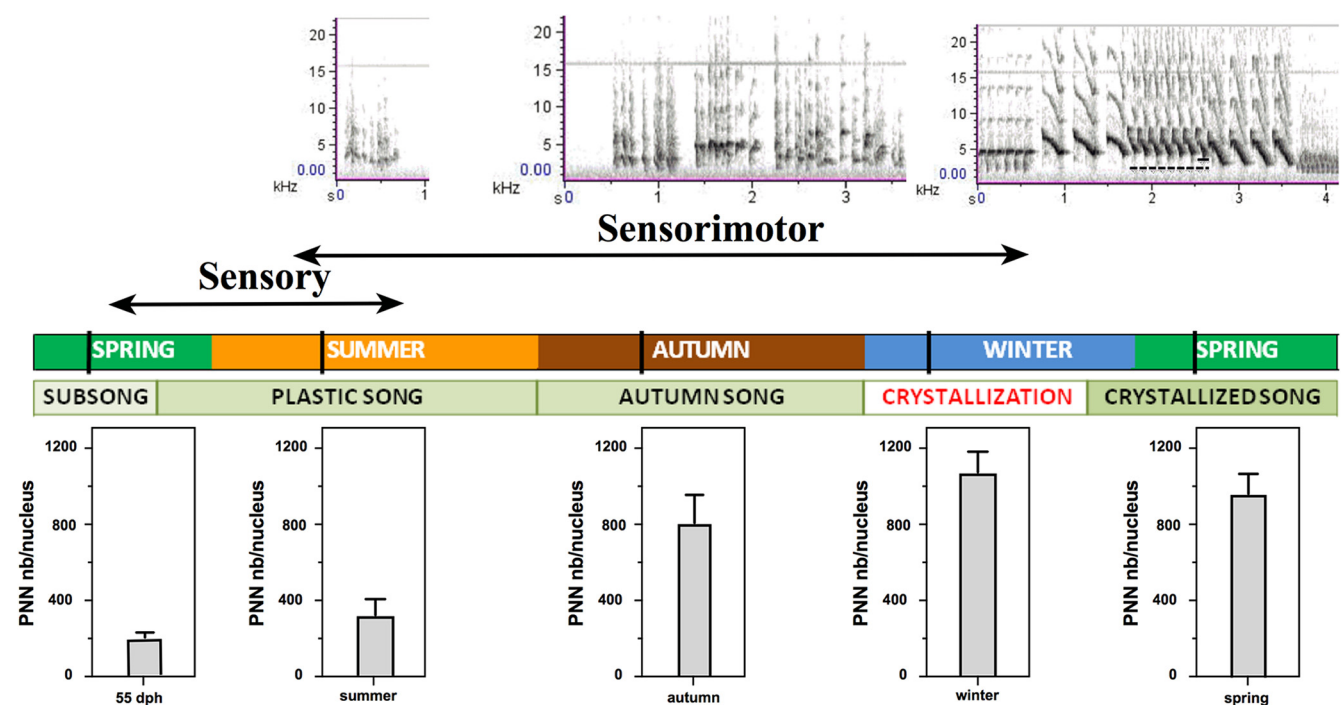 20
15
10
5
0.00
kHz
s0
1
20
15
10
5
0.00
kHz
s0
1
2
3
20
15
10
5
0.00
kHz
s0
1
2
3
4
Sensorimotor
Sensory
SPRING SUMMER AUTUMN WINTER SPRING
SUBSONG PLASTIC SONG AUTUMN SONG CRYSTALLIZATION CRYSTALLIZED SONG
PNN nb/nucleus
1200
800
400
0
55 dph
PNN nb/nucleus
1200
800
400
0
summer
PNN nb/nucleus
1200
800
400
0
autumn
PNN nb/nucleus
1200
800
400
0
winter
PNN nb/nucleus
1200
800
400
0
spring